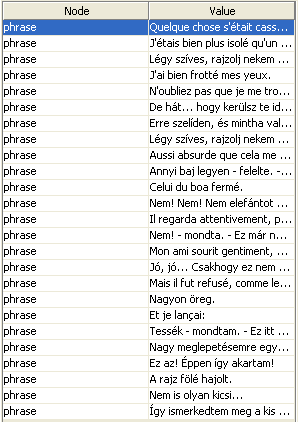 Node Value
phrase Quelque chose s'était cass...
phrase J'étais bien plus isolé qu'un ...
phrase Légy szíves, rajzolj nekem ...
phrase J'ai bien frotté mes yeux.
phrase N'oubliez pas que je me tro...
phrase De hát... hogy kerülsz te id...
phrase Erre szelíden, és mintha val...
phrase Légy szíves, rajzolj nekem ...
phrase Aussi absurde que cela me ...
phrase Annyi baj legyen - felelte. -...
phrase Celui du boa fermé.
phrase Nem! Nem! Nem elefántot ...
phrase Il regarda attentivement, p...
phrase Nem! - mondta. - Ez már n...
phrase Mon ami sourit gentiment, ...
phrase Jó, jó... Csakhogy ez nem ...
phrase Mais il fut refusé, comme le...
phrase Nagyon öreg.
phrase Et je lançai:
phrase Tessék - mondtam. - Ez itt ...
phrase Nagy meglepetésemre egy...
phrase Ez az! Éppen így akartam!
phrase A rajz fölé hajolt.
phrase Nem is olyan kicsi...
phrase Így ismerkedtem meg a kis ...